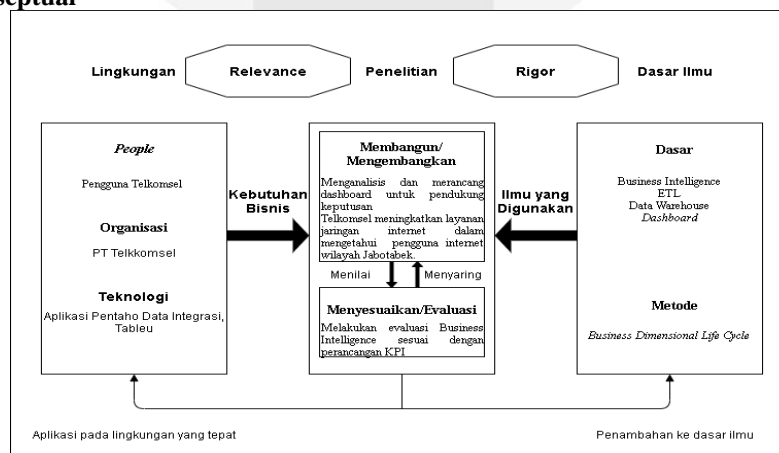 septual
Lingkungan
Relevance
Penelitian
Rigor
Dasar Ilmu
People
Pengguna Telkomsel
Organisasi
PT Telkkomsel
Teknologi
Aplikasi Pentaho Data Integrasi,
Tableu
Kebutuhan
Bisnis
Membangun/
Mengembangkan
Menganalisis dan merancang
dashboard untuk pendukung
keputusan
Telkomsel meningkatkan layanan
jaringan internet dalam
mengetahui pengguna internet
wilayah Jabotabek.
Menilai
Menyaring
Menyesuaikan/Evaluasi
Melakukan evaluasi Business
Intelligence sesuai dengan
perancangan KPI
Ilmu yang
Digunakan
Dasar
Business Intelligence
ETL
Data Warehouse
Dashboard
Metode
Business Dimensional Life Cycle
Aplikasi pada lingkungan yang tepat
Penambahan ke dasar ilmu